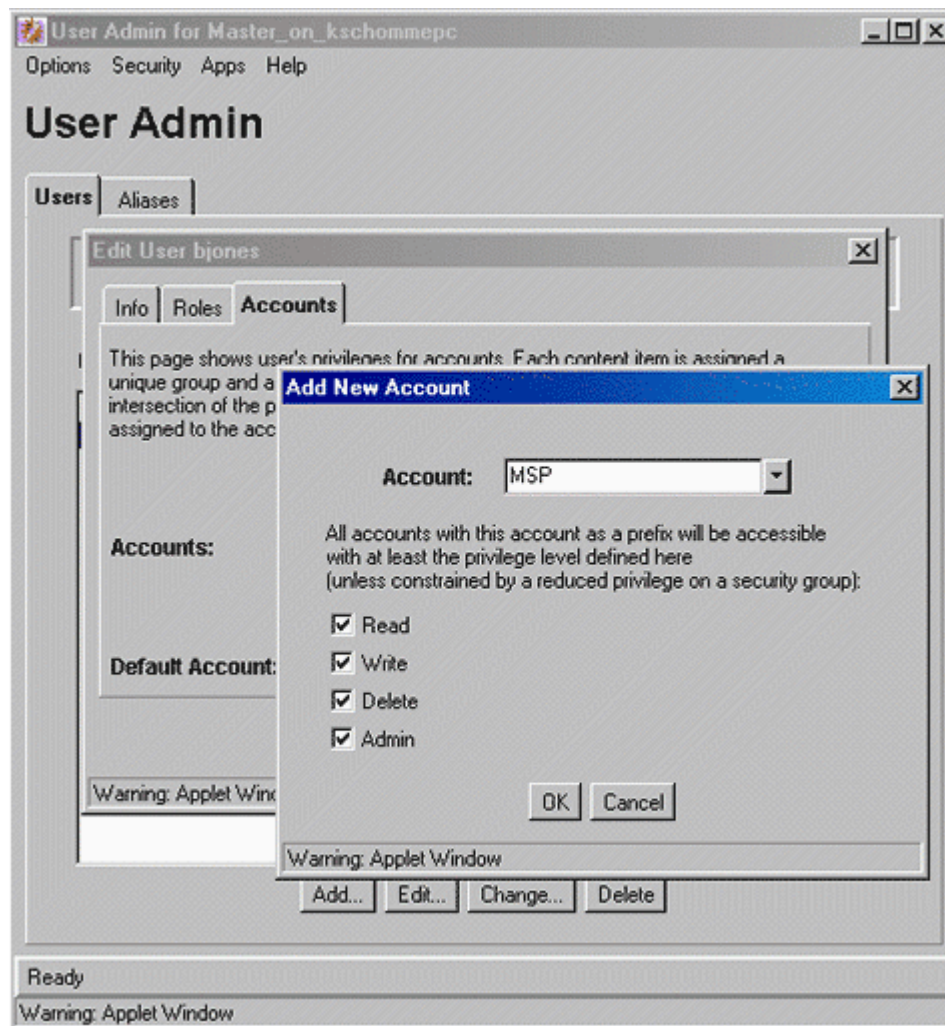 User Admin for Master_on_kschommepc
Options Security Apps Help
User Admin
Users Aliases
Edit User bjones
Info Roles Accounts
This page shows user's privileges for accounts. Each content item is assigned a
unique group and a
intersection of the p
assigned to the acc
Accounts:
Default Account:
Warning: Applet Wind
Add New Account
Account: MSP
All accounts with this account as a prefix will be accessible
with at least the privilege level defined here
(unless constrained by a reduced privilege on a security group):
Read
Write
Delete
Admin
OK Cancel
Warning: Applet Window
Add... Edit... Change... Delete
Ready
Warning: Applet Window